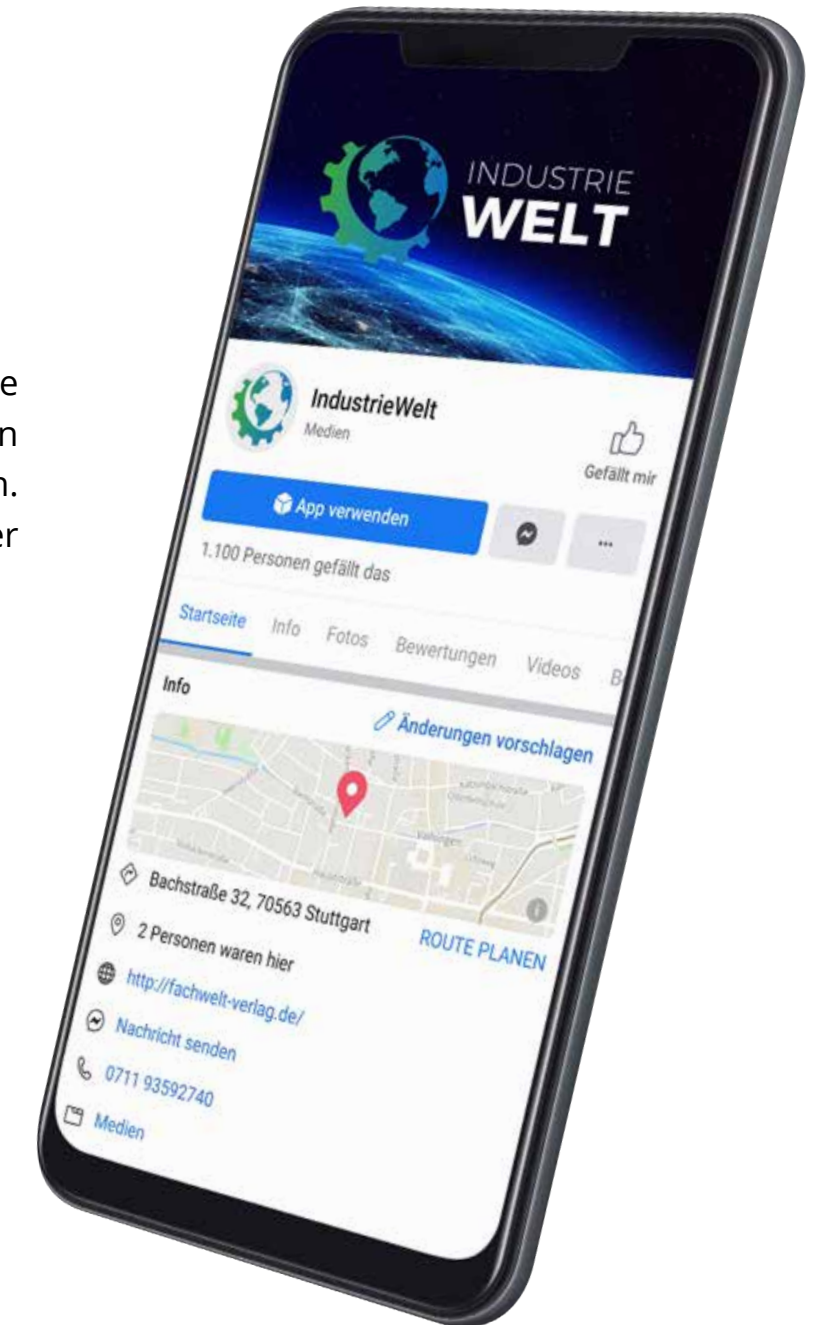 e
n
n.
er
INDUSTRIE
WELT
IndustrieWelt
Medien
Gefällt mir
App verwenden
...
1.100 Personen gefällt das
Startseite Info Fotos Bewertungen Videos
Info
Änderungen vorschlagen
Bachstraße 32, 70563 Stuttgart
ROUTE PLANEN
2 Personen waren hier
http://fachwelt-verlag.de/
Nachricht senden
0711 93592740
Medien